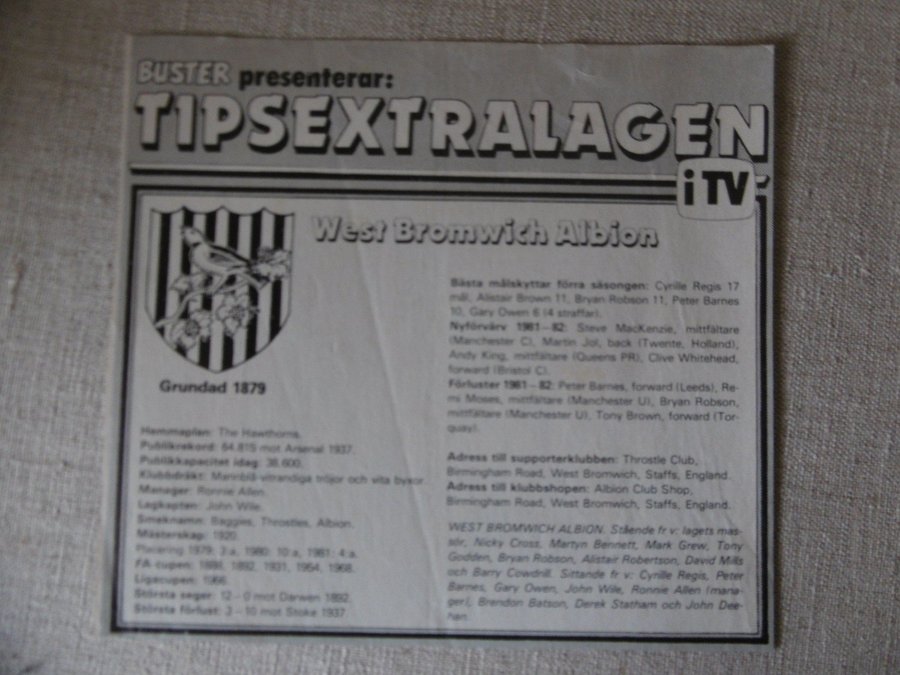 BUSTER presenterar:
TIPSEXTRALAGEN
i TV
West Bromwich Albion
Grundad 1879
Hemmaplan: The Hawthorns.
Publikrekord: 64.815 mot Arsenal 1937.
Publikkapacitet idag: 38.600.
Klubbdräkt: Marinblå-vitrandiga tröjor och vita byxor.
Manager: Ronnie Allen.
Lagkapten: John Wile.
Smeknamn: Baggies, Throstles, Albion.
Mästerskap: 1920.
Placering 1979: 3:a, 1980: 10:a, 1981: 4:a.
FA-cupen: 1888, 1892, 1931, 1954, 1968.
Ligacupen: 1966.
Största seger: 12–0 mot Darwen 1892.
Största förlust: 3–10 mot Stoke 1937.
Bästa målskyttar förra säsongen: Cyrille Regis 17
mål, Alistair Brown 11, Bryan Robson 11, Peter Barnes
10, Gary Owen 6 (4 straffar).
Nyförvärv 1981–82: Steve MacKenzie, mittfältare
(Manchester C), Martin Jol, back (Twente, Holland),
Andy King, mittfältare (Queens PR), Clive Whitehead,
forward (Bristol C).
Förluster 1981–82: Peter Barnes, forward (Leeds), Re-
mi Moses, mittfältare (Manchester U), Bryan Robson,
mittfältare (Manchester U), Tony Brown, forward (Tor-
quay).
Adress till supporterklubben: Throstle Club,
Birmingham Road, West Bromwich, Staffs, England.
Adress till klubbshopen: Albion Club Shop,
Birmingham Road, West Bromwich, Staffs, England.
WEST BROMWICH ALBION. Stående fr v: lagets mas-
sör, Nicky Cross, Martyn Bennett, Mark Grew, Tony
Godden, Bryan Robson, Alistair Robertson, David Mills
och Barry Cowdrill. Sittande fr v: Cyrille Regis, Peter
Barnes, Gary Owen, John Wile, Ronnie Allen (mana-
ger), Brendon Batson, Derek Statham och John Dee-
han.